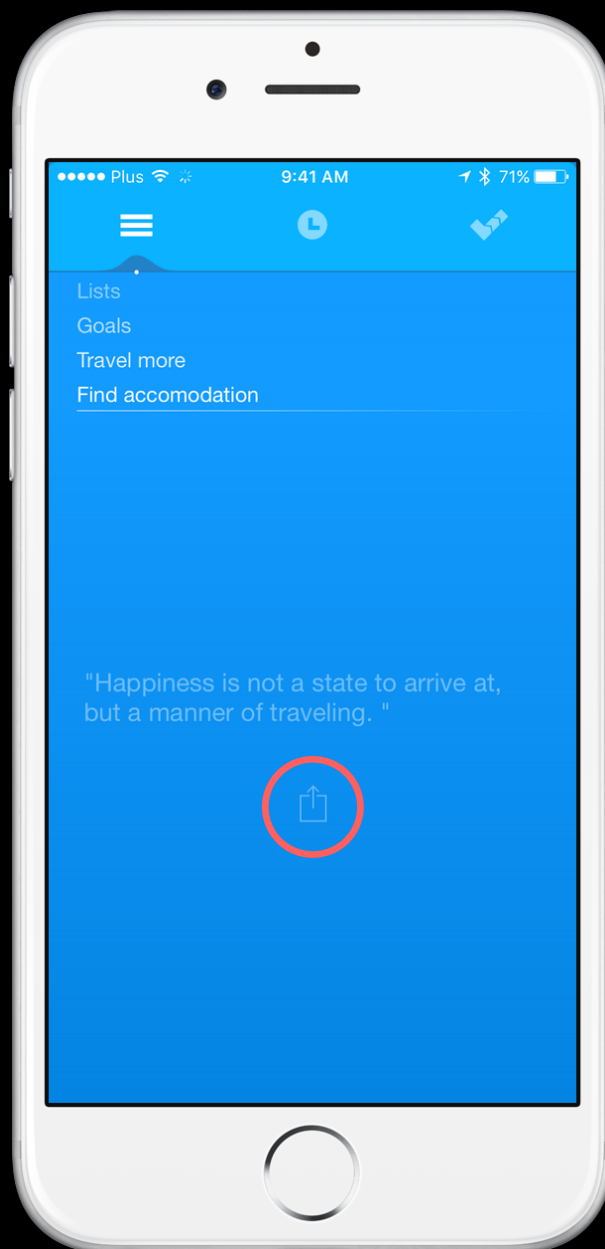 Plus 9:41 AM 71%
Lists
Goals
Travel more
Find accomodation
"Happiness is not a state to arrive at,
but a manner of traveling. "